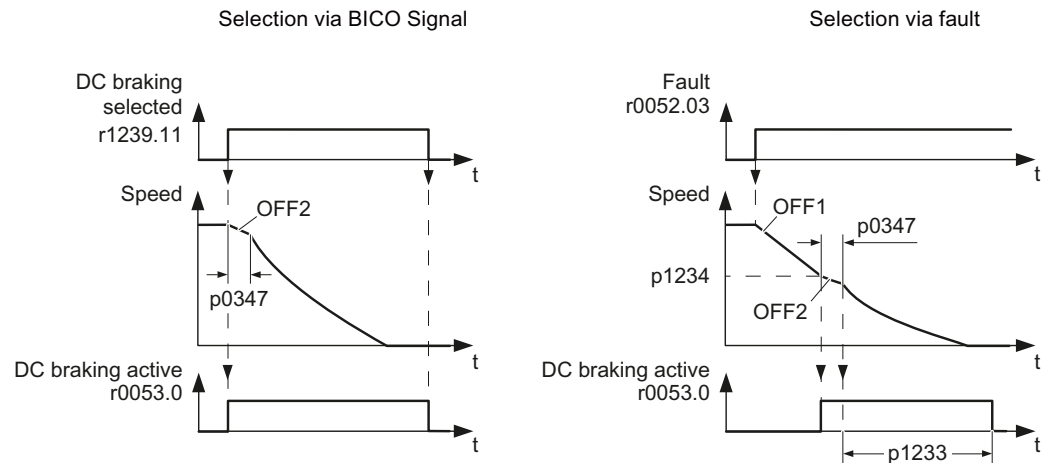 Selection via BICO Signal
DC braking
selected
r1239.11
t
Speed
OFF2
p0347
t
DC braking active
r0053.0
t
Selection via fault
Fault
r0052.03
t
Speed
OFF1
p0347
p1234
OFF2
t
DC braking active
r0053.0
t
p1233